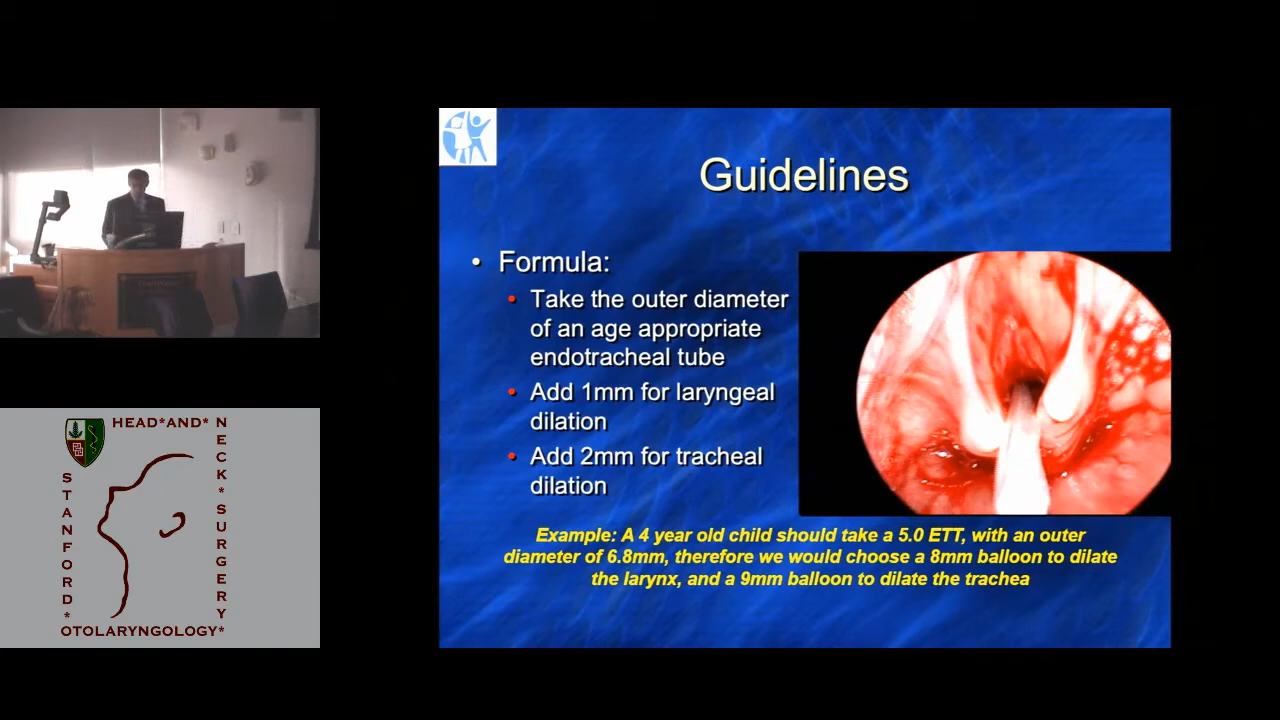 Guidelines
• Formula:
• Take the outer diameter
of an age appropriate
endotracheal tube
• Add 1mm for laryngeal
dilation
• Add 2mm for tracheal
dilation
Example: A 4 year old child should take a 5.0 ETT, with an outer
diameter of 6.8mm, therefore we would choose a 8mm balloon to dilate
the larynx, and a 9mm balloon to dilate the trachea
HEAD*AND*
NECK*SURGERY
STANFORD*
OTOLARYNGOLOGY*